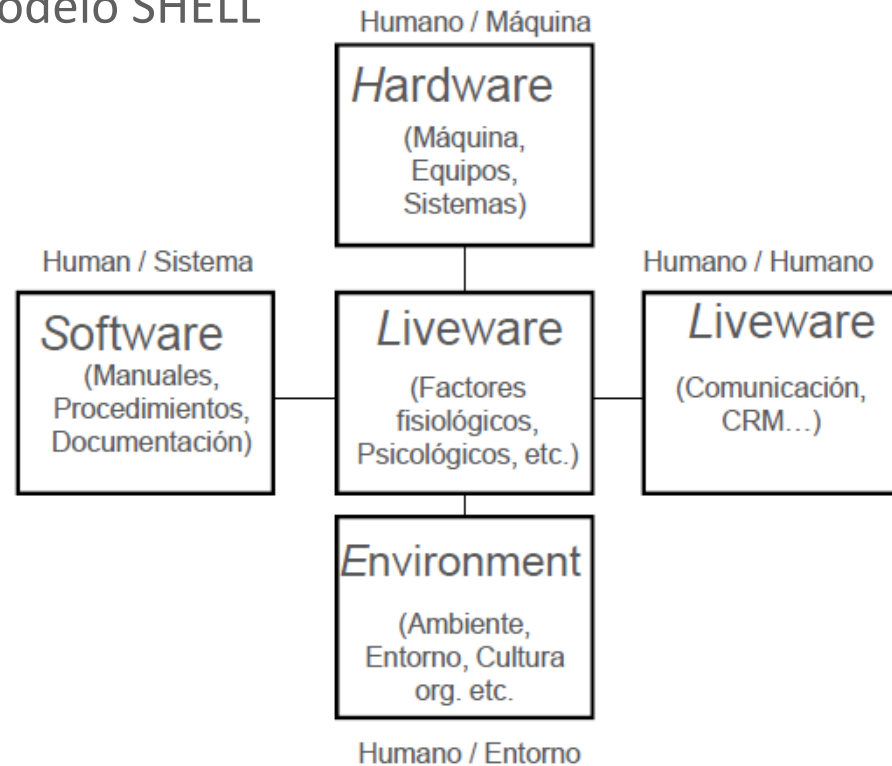 odelo SHELL
Humano / Máquina
Hardware
(Máquina,
Equipos,
Sistemas)
Human / Sistema
Software
(Manuales,
Procedimientos,
Documentación)
Liveware
(Factores
fisiológicos,
Psicológicos, etc.)
Humano / Humano
Liveware
(Comunicación,
CRM...)
Environment
(Ambiente,
Entorno, Cultura
org. etc.
Humano / Entorno